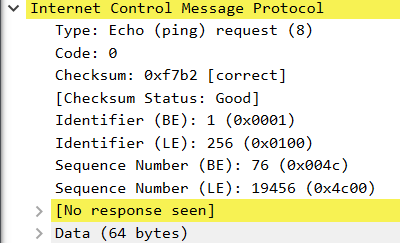 Internet Control Message Protocol
Type: Echo (ping) request (8)
Code: 0
Checksum: 0xf7b2 [correct]
[Checksum Status: Good]
Identifier (BE): 1 (0x0001)
Identifier (LE): 256 (0x0100)
Sequence Number (BE): 76 (0x004c)
Sequence Number (LE): 19456 (0x4c00)
[No response seen]
Data (64 bytes)